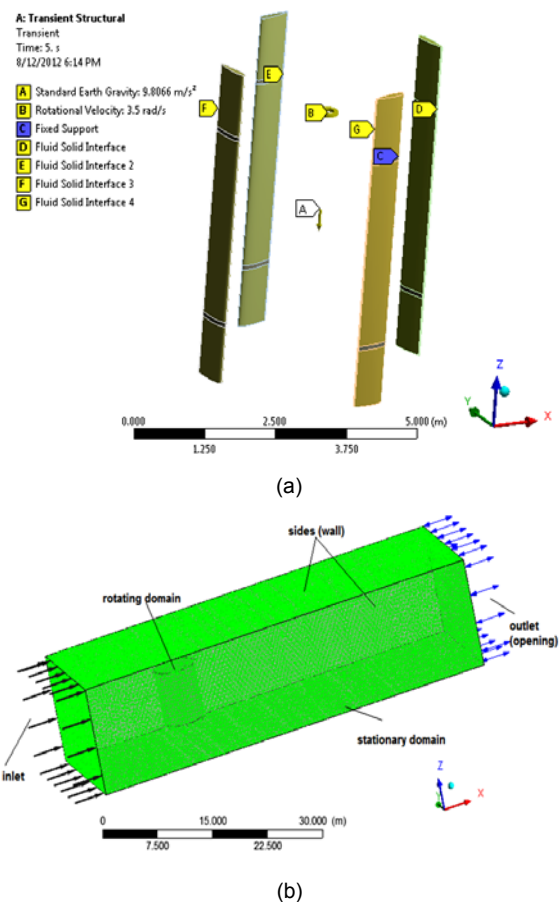 A: Transient Structural
Transient
Time: 5. s
8/12/2012 6:14 PM
A Standard Earth Gravity: 9.8066 m/s²
B Rotational Velocity: 3.5 rad/s
C Fixed Support
D Fluid Solid Interface
E Fluid Solid Interface 2
F Fluid Solid Interface 3
G Fluid Solid Interface 4
E
F
B
G
D
C
A
Z
Y
X
0.000 2.500 5.000 (m)
1.250 3.750
(a)
sides (wall)
rotating domain
outlet
(opening)
stationary domain
inlet
Z
Y
X
0 15.000 30.000 (m)
7.500 22.500
(b)